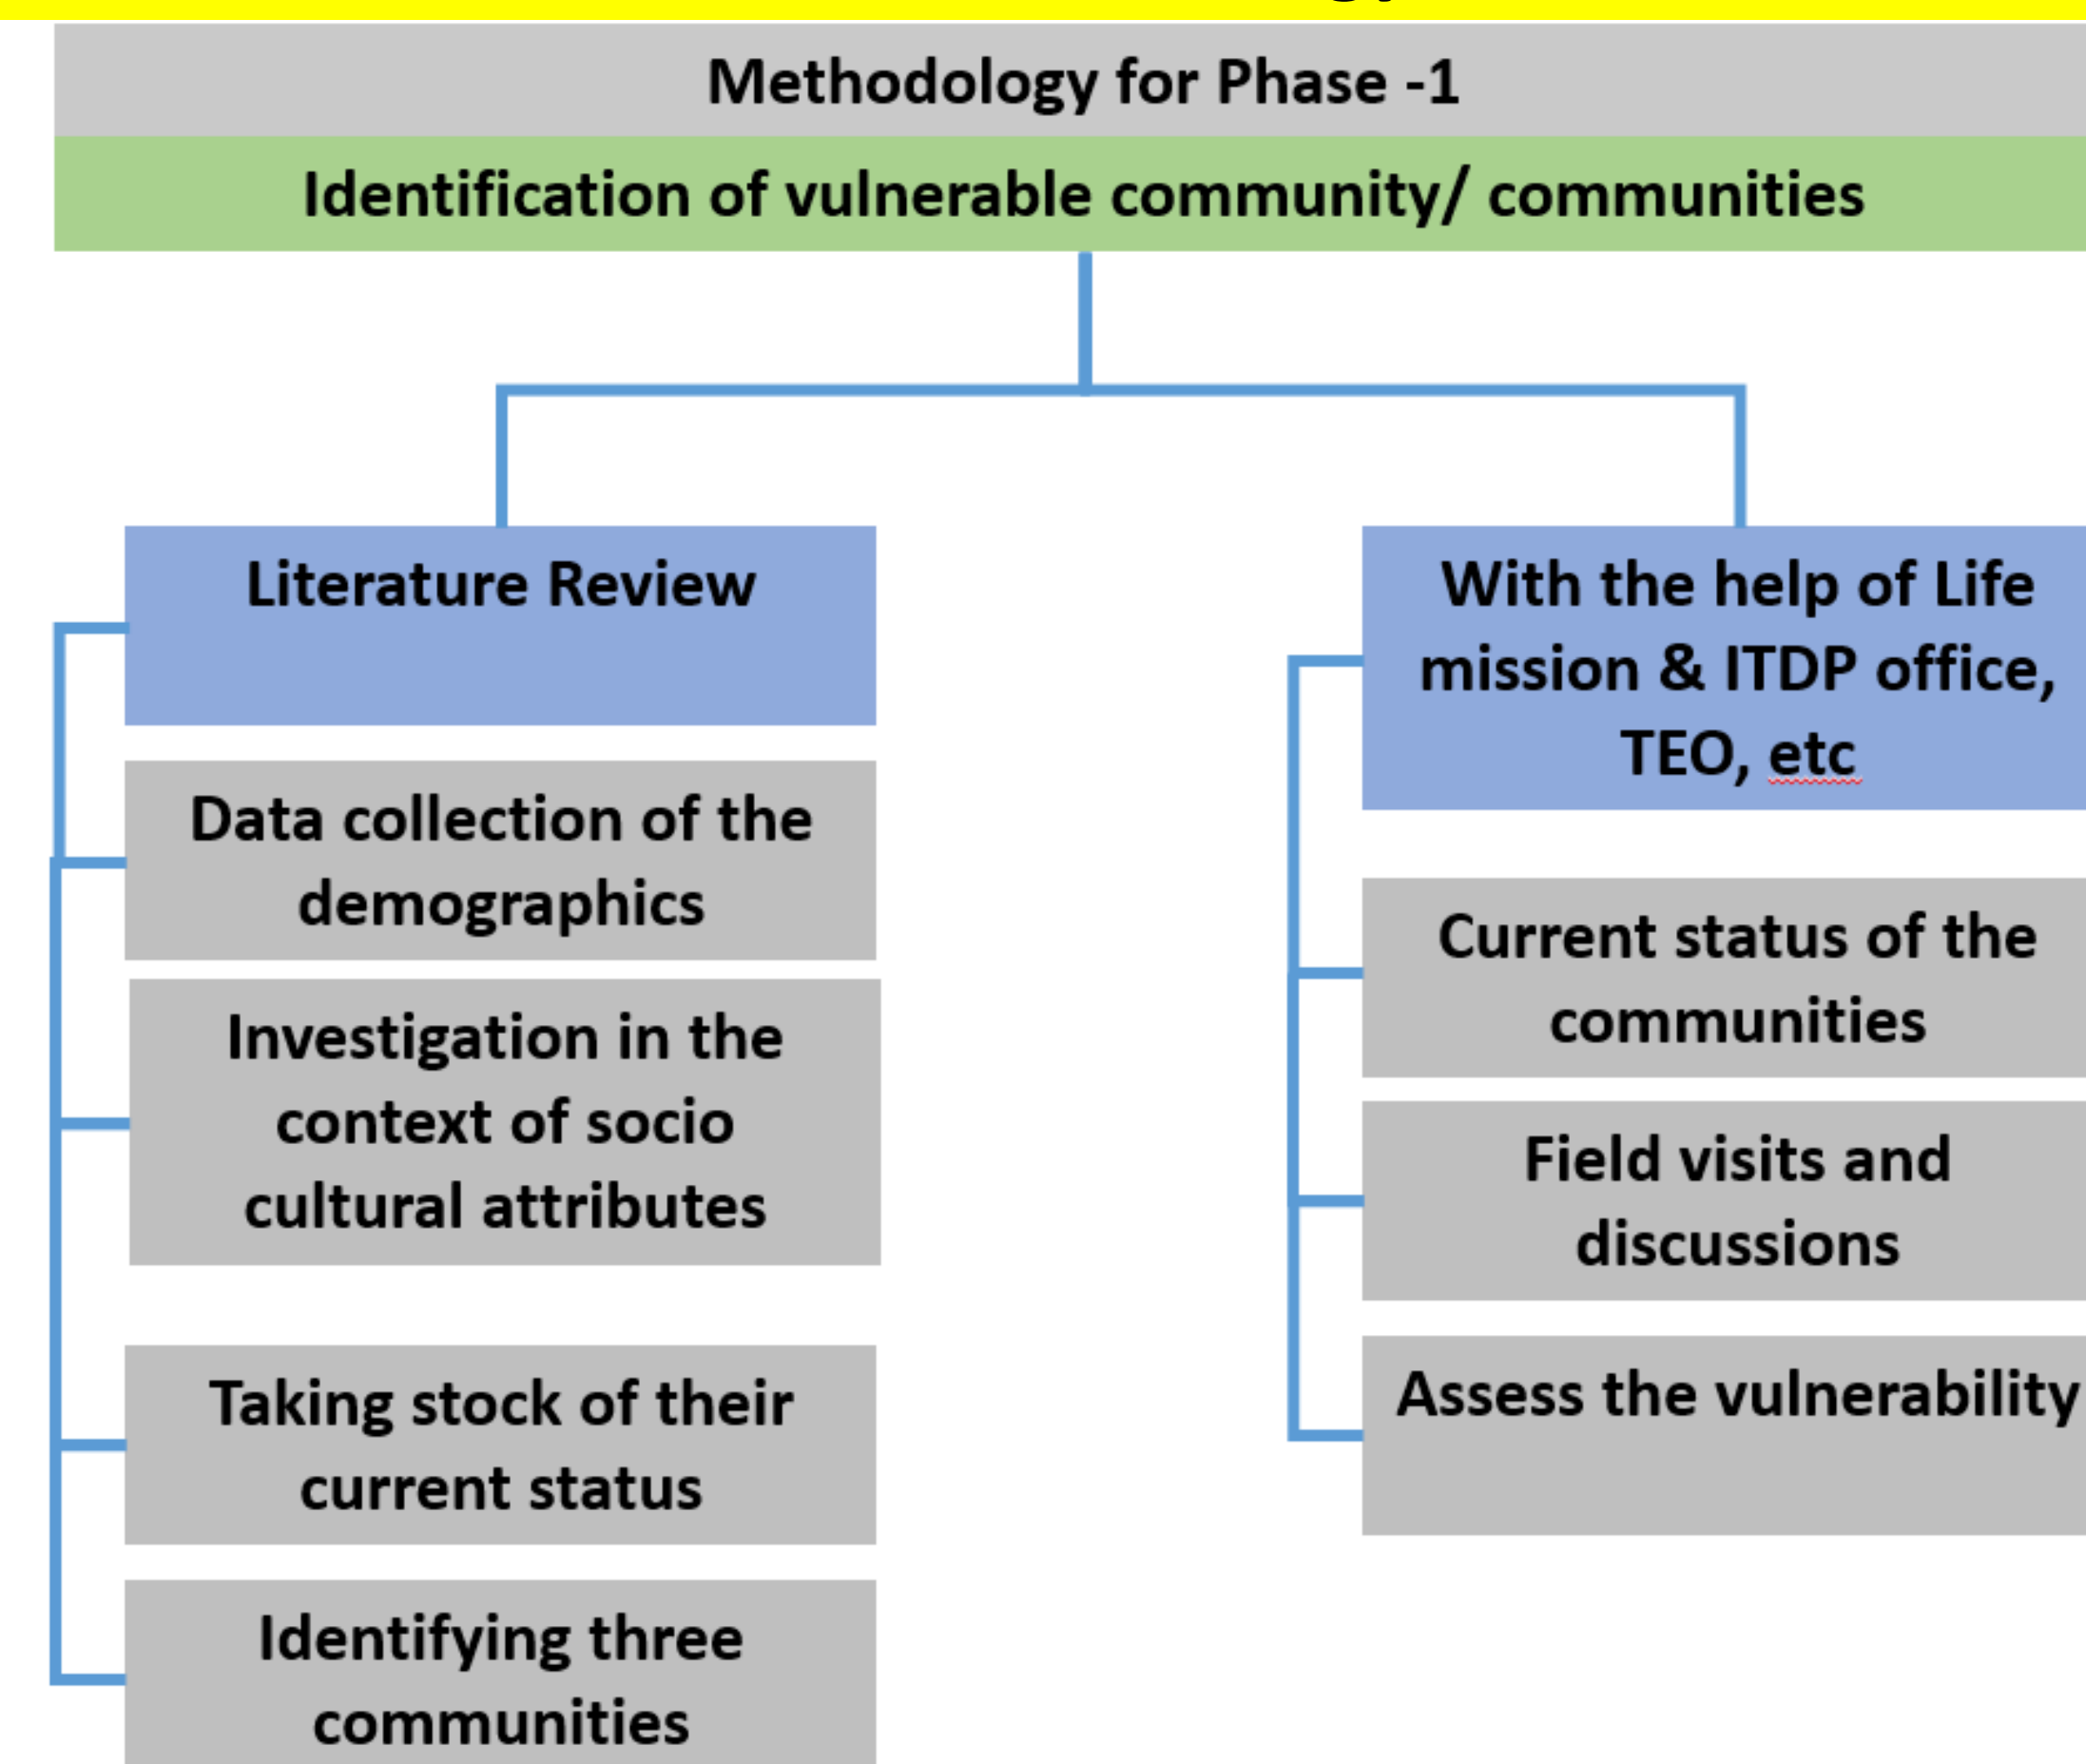 Methodology for Phase -1
Identification of vulnerable community/ communities
Literature Review
Data collection of the
demographics
Investigation in the
context of socio
cultural attributes
Taking stock of their
current status
Identifying three
communities
With the help of Life
mission & ITDP office,
TEO, etc
Current status of the
communities
Field visits and
discussions
Assess the vulnerability